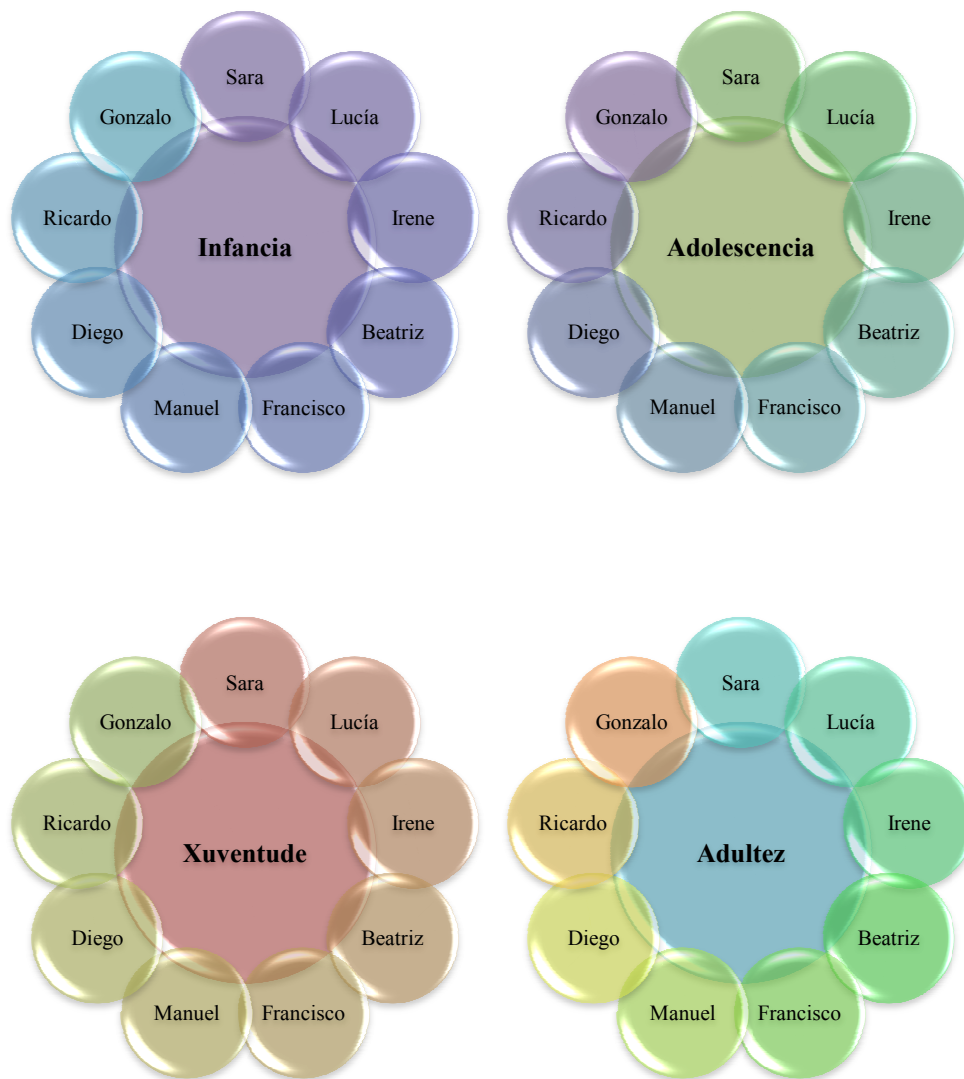 Sara
Lucía
Irene
Beatriz
Francisco
Manuel
Diego
Ricardo
Gonzalo
Infancia
Sara
Lucía
Irene
Beatriz
Francisco
Manuel
Diego
Ricardo
Gonzalo
Adolescencia
Sara
Lucía
Irene
Beatriz
Francisco
Manuel
Diego
Ricardo
Gonzalo
Xuventude
Sara
Lucía
Irene
Beatriz
Francisco
Manuel
Diego
Ricardo
Gonzalo
Adultez